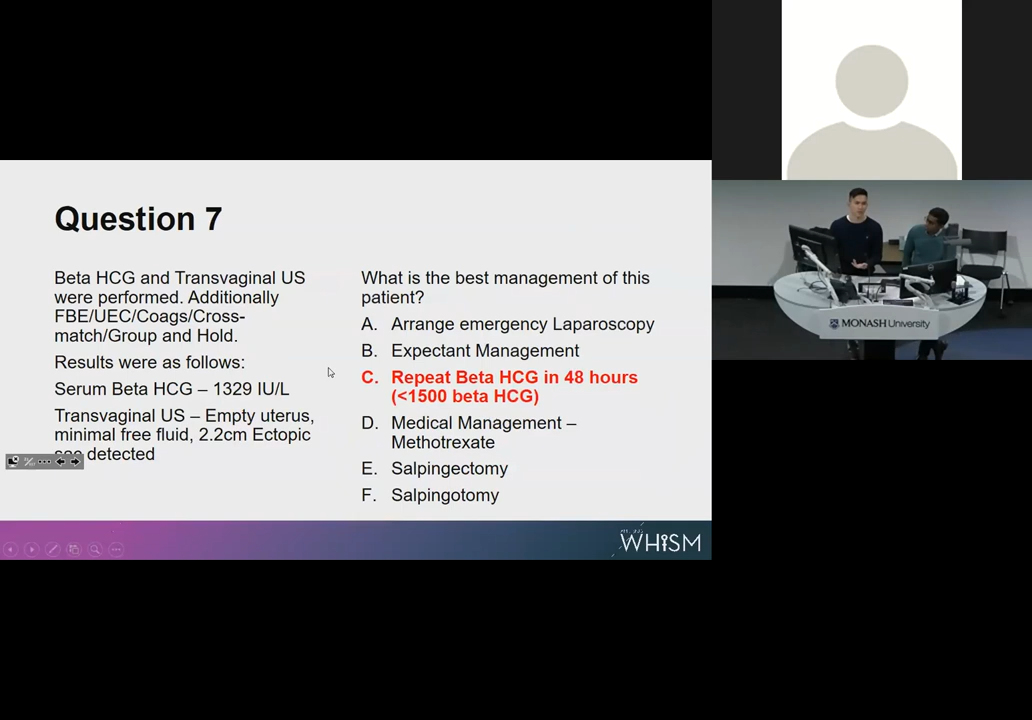 Question 7
Beta HCG and Transvaginal US
were performed. Additionally
FBE/UEC/Coags/Cross-
match/Group and Hold.
Results were as follows:
Serum Beta HCG – 1329 IU/L
Transvaginal US – Empty uterus,
minimal free fluid, 2.2cm Ectopic
detected
What is the best management of this
patient?
A. Arrange emergency Laparoscopy
B. Expectant Management
C. Repeat Beta HCG in 48 hours
(<1500 beta HCG)
D. Medical Management –
Methotrexate
E. Salpingectomy
F. Salpingotomy
WHiSM
MONASH University